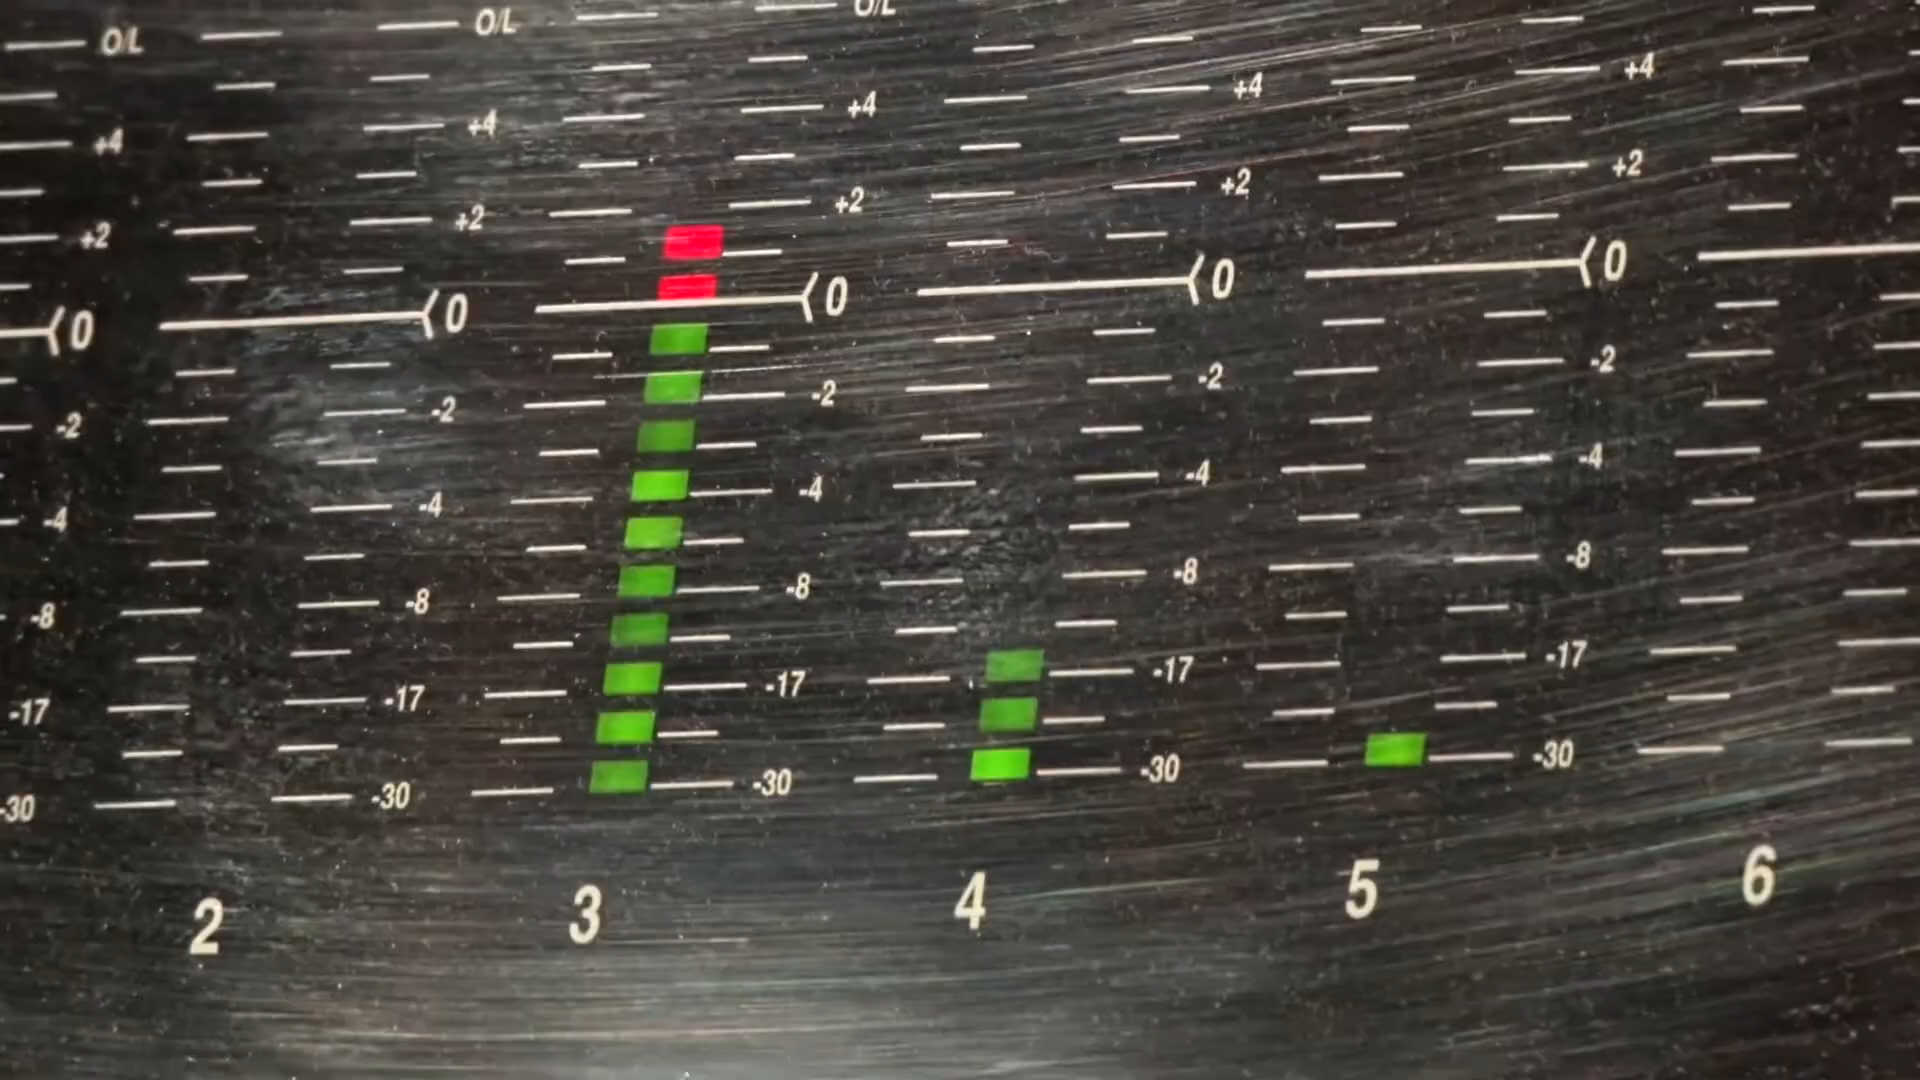 O/L O/L O/L
+4 +4 +4 +4 +4
+2 +2 +2 +2 +2
0 0 0 0 0
-2 -2 -2 -2 -2
-4 -4 -4 -4 -4
-8 -8 -8 -8 -8
-17 -17 -17 -17 -17
-30 -30 -30 -30 -30
2 3 4 5 6